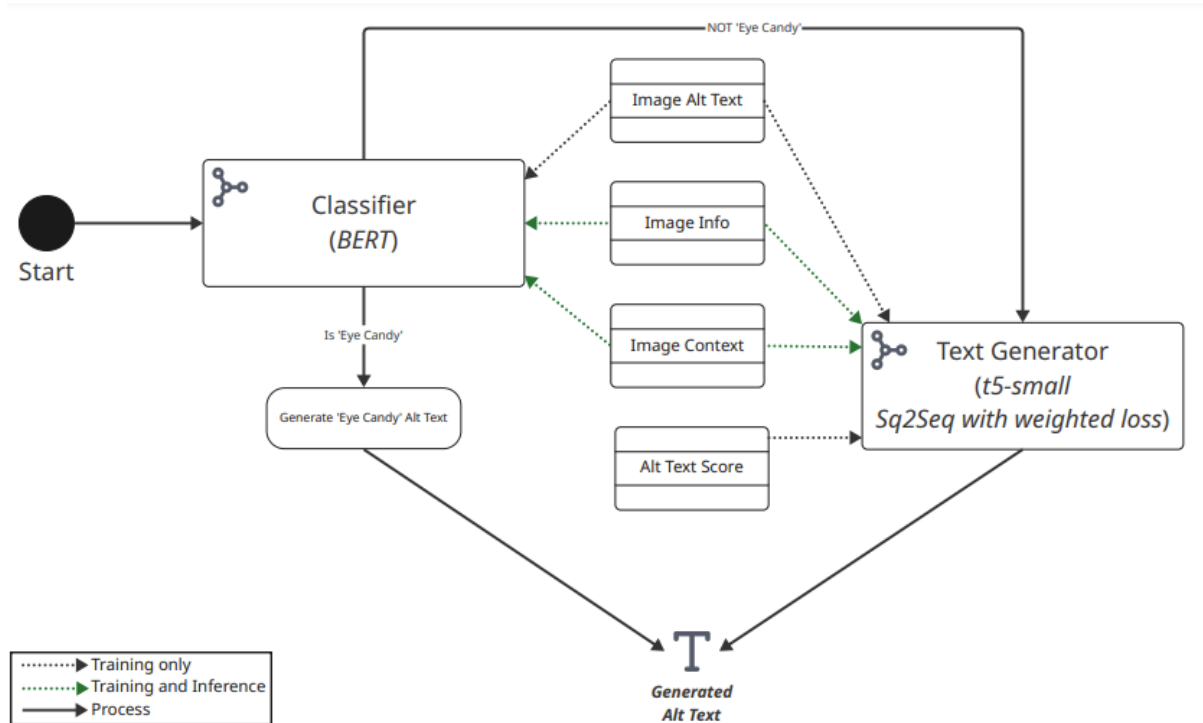 NOT 'Eye Candy'
Image Alt Text
Classifier
(BERT)
Image Info
Start
Is 'Eye Candy'
Image Context
Text Generator
(t5-small
Sq2Seq with weighted loss)
Generate 'Eye Candy' Alt Text
Alt Text Score
Training only
Training and Inference
Process
Generated
Alt Text